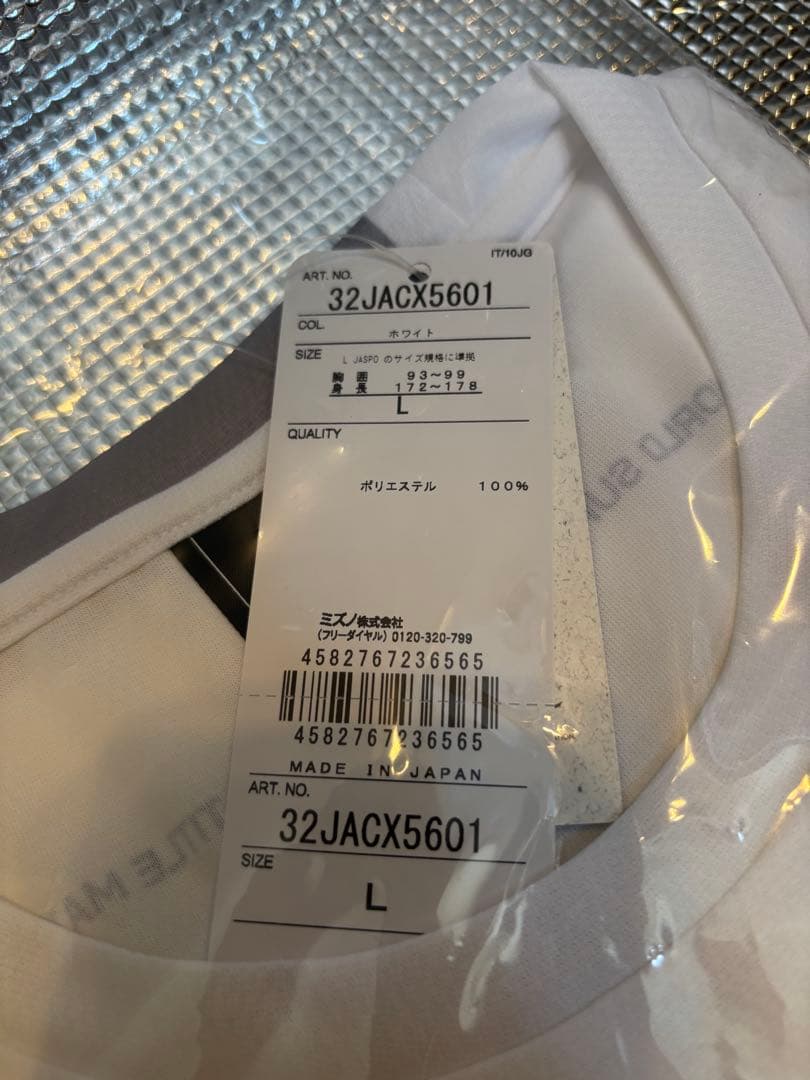 IT/10JG
ART. NO.
32JACX5601
COL.
ホワイト
SIZE
L JASPO のサイズ規格に準拠
胸 囲 93～99
身 長 172～178
L
QUALITY
ポリエステル 100%
ミズノ株式会社
(フリーダイヤル) 0120-320-799
4582767236565
4582767236565
MADE IN JAPAN
ART. NO.
32JACX5601
SIZE
L